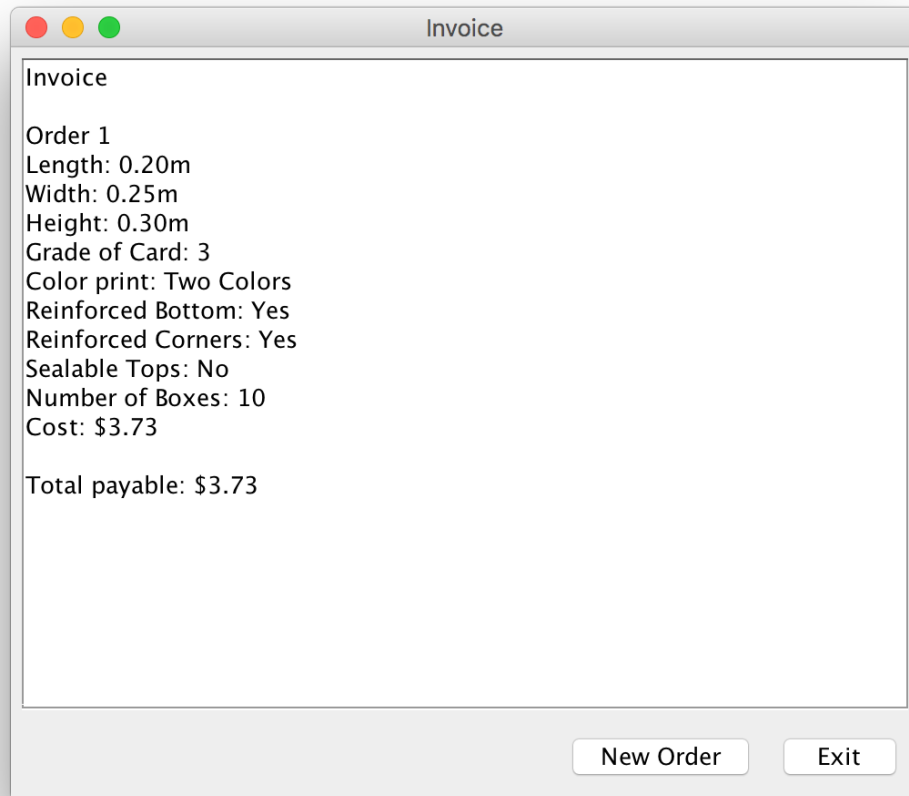 Invoice
Invoice
Order 1
Length: 0.20m
Width: 0.25m
Height: 0.30m
Grade of Card: 3
Color print: Two Colors
Reinforced Bottom: Yes
Reinforced Corners: Yes
Sealable Tops: No
Number of Boxes: 10
Cost: $3.73
Total payable: $3.73
New Order
Exit